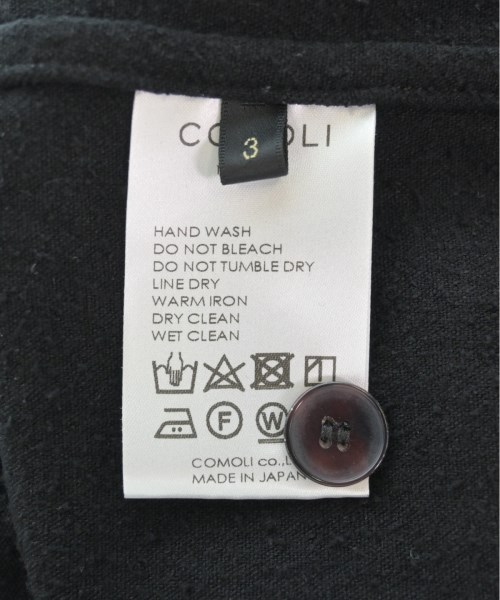 COMOLI
3
HAND WASH
DO NOT BLEACH
DO NOT TUMBLE DRY
LINE DRY
WARM IRON
DRY CLEAN
WET CLEAN
F W
COMOLI co.,L
MADE IN JAPAN